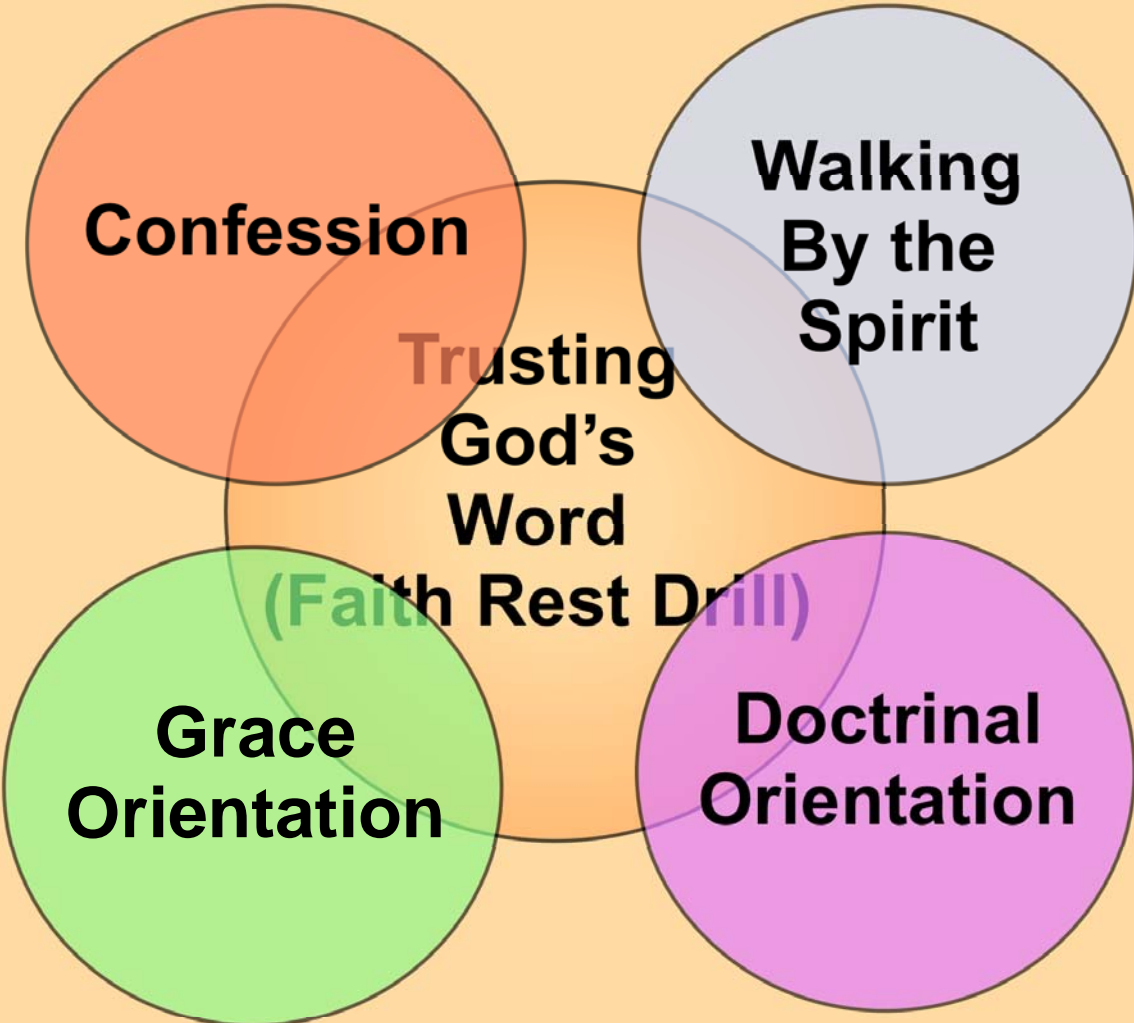 Confession
Walking
By the
Spirit
Trusting
God’s
Word
(Faith Rest Drill)
Grace
Orientation
Doctrinal
Orientation